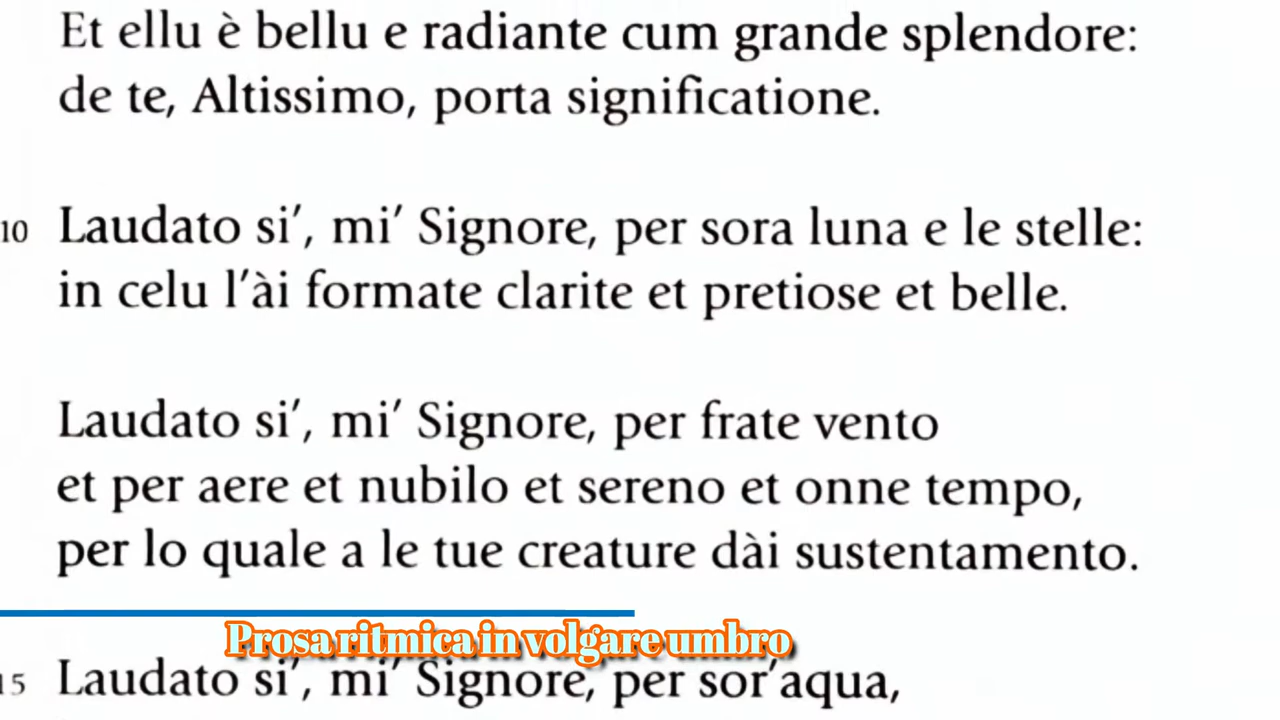 Et ellu è bellu e radiante cum grande splendore:
de te, Altissimo, porta significatione.
10 Laudato si’, mi’ Signore, per sora luna e le stelle:
in celu l’ài formate clarite et pretiose et belle.
Laudato si’, mi’ Signore, per frate vento
et per aere et nubilo et sereno et onne tempo,
per lo quale a le tue creature dài sustentamento.
Prosa ritmica in volgare umbro
15 Laudato si’, mi’ Signore, per sor’aqua,